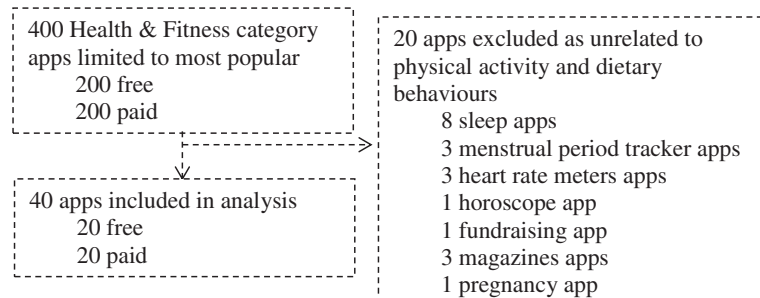 400 Health & Fitness category
apps limited to most popular
200 free
200 paid
40 apps included in analysis
20 free
20 paid
20 apps excluded as unrelated to
physical activity and dietary
behaviours
8 sleep apps
3 menstrual period tracker apps
3 heart rate meters apps
1 horoscope app
1 fundraising app
3 magazines apps
1 pregnancy app